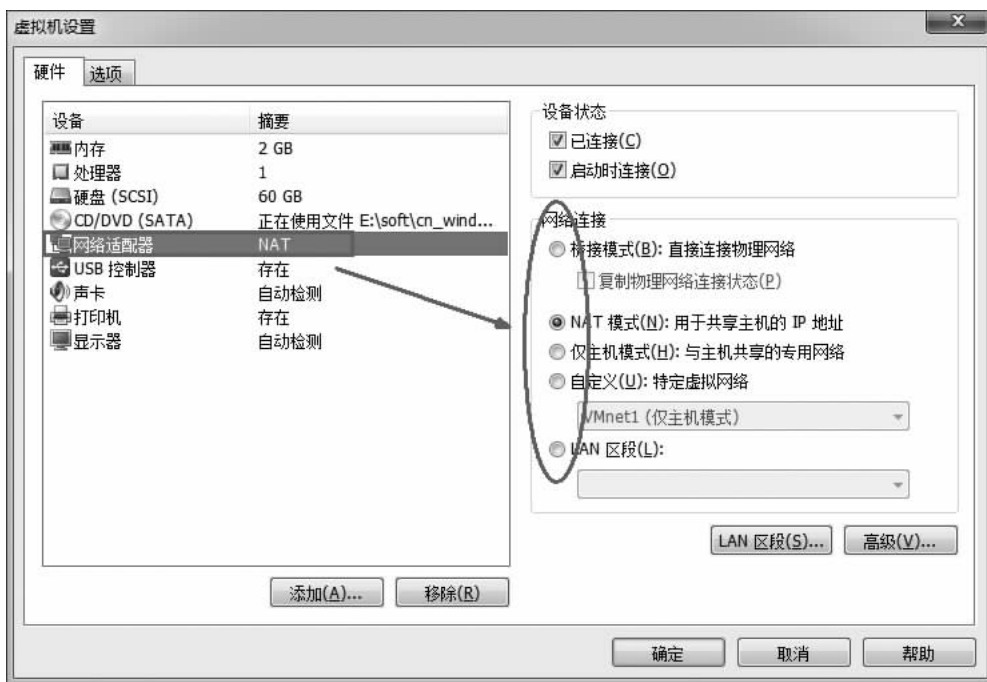 虚拟机设置
硬件 选项
设备 摘要
内存 2 GB
处理器 1
硬盘 (SCSI) 60 GB
CD/DVD (SATA) 正在使用文件 E:\soft\cn_wind...
网络适配器 NAT
USB 控制器 存在
声卡 自动检测
打印机 存在
显示器 自动检测
添加(A)... 移除(R)
设备状态
已连接(C)
启动时连接(O)
网络连接
桥接模式(B): 直接连接物理网络
复制物理网络连接状态(P)
NAT 模式(N): 用于共享主机的 IP 地址
仅主机模式(H): 与主机共享的专用网络
自定义(U): 特定虚拟网络
VMnet1 (仅主机模式)
LAN 区段(L):
LAN 区段(S)... 高级(V)...
确定 取消 帮助